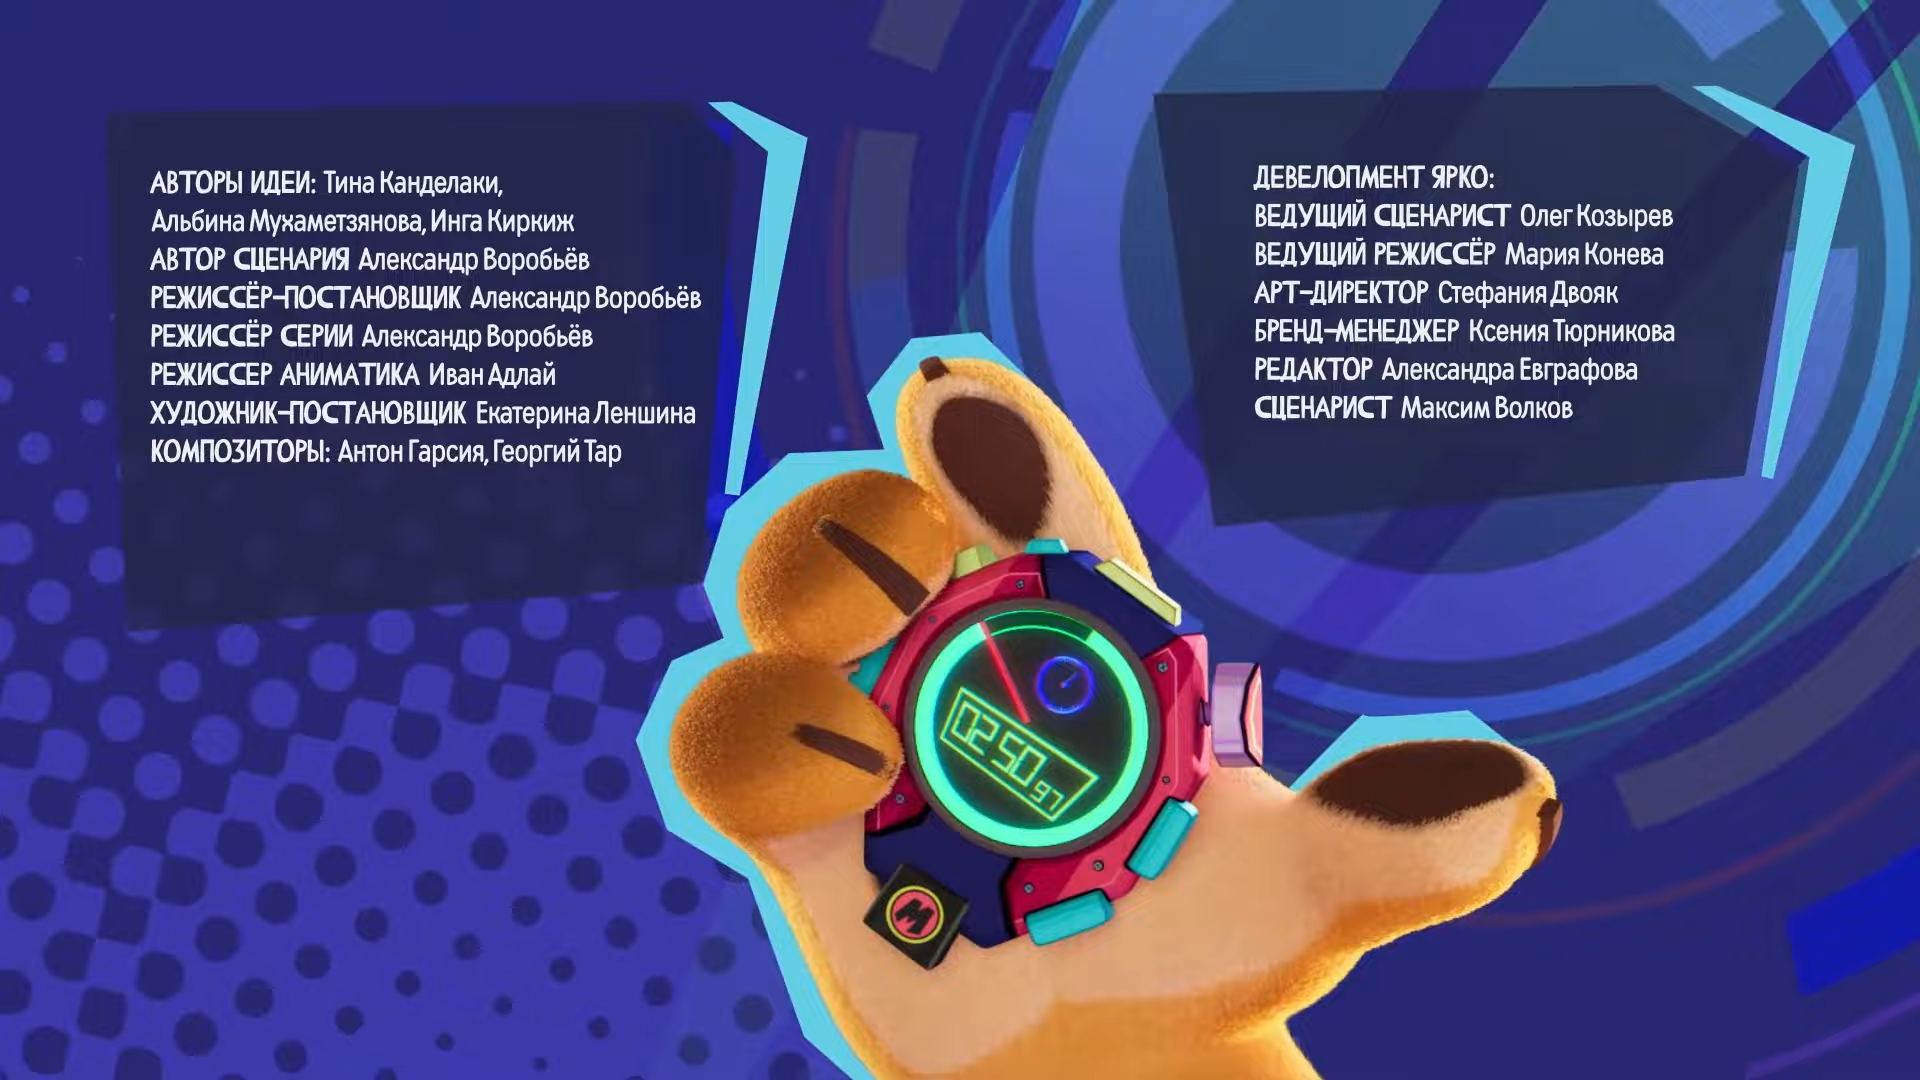 АВТОРЫ ИДЕИ: Тина Канделаки,
Альбина Мухаметзянова, Инга Киркиж
АВТОР СЦЕНАРИЯ Александр Воробьёв
РЕЖИССЁР-ПОСТАНОВЩИК Александр Воробьёв
РЕЖИССЁР СЕРИИ Александр Воробьёв
РЕЖИССЕР АНИМАТИКА Иван Адлай
ХУДОЖНИК-ПОСТАНОВЩИК Екатерина Леншина
КОМПОЗИТОРЫ: Антон Гарсия, Георгий Тар
ДЕВЕЛОПМЕНТ ЯРКО:
ВЕДУЩИЙ СЦЕНАРИСТ Олег Козырев
ВЕДУЩИЙ РЕЖИССЁР Мария Конева
АРТ-ДИРЕКТОР Стефания Двояк
БРЕНД-МЕНЕДЖЕР Ксения Тюрникова
РЕДАКТОР Александра Евграфова
СЦЕНАРИСТ Максим Волков
02 50 97
М